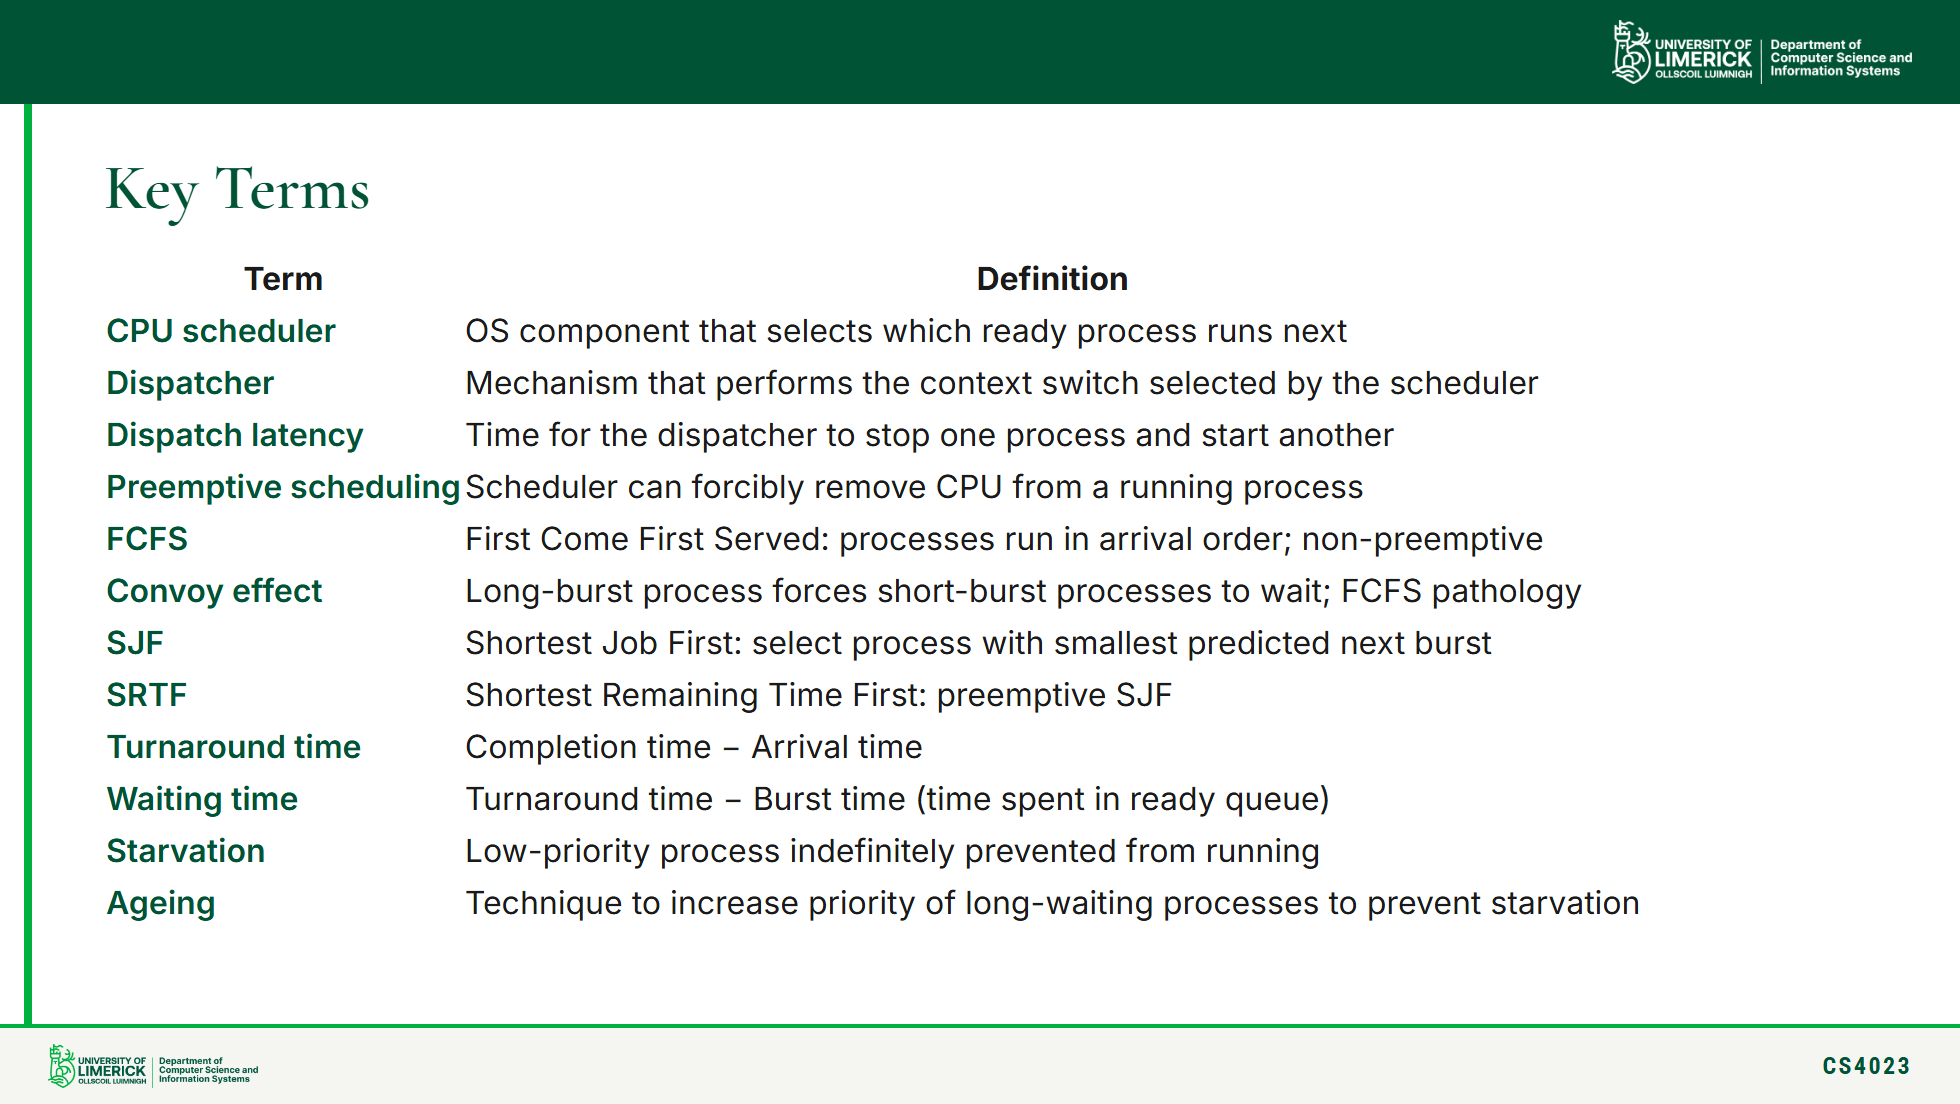 UNIVERSITY OF
LIMERICK
OLLSCOIL LUIMNIGH
Department of
Computer Science and
Information Systems
Key Terms
Term Definition
CPU scheduler OS component that selects which ready process runs next
Dispatcher Mechanism that performs the context switch selected by the scheduler
Dispatch latency Time for the dispatcher to stop one process and start another
Preemptive scheduling Scheduler can forcibly remove CPU from a running process
FCFS First Come First Served: processes run in arrival order; non-preemptive
Convoy effect Long-burst process forces short-burst processes to wait; FCFS pathology
SJF Shortest Job First: select process with smallest predicted next burst
SRTF Shortest Remaining Time First: preemptive SJF
Turnaround time Completion time − Arrival time
Waiting time Turnaround time − Burst time (time spent in ready queue)
Starvation Low-priority process indefinitely prevented from running
Ageing Technique to increase priority of long-waiting processes to prevent starvation
UNIVERSITY OF
LIMERICK
OLLSCOIL LUIMNIGH
Department of
Computer Science and
Information Systems
CS4023